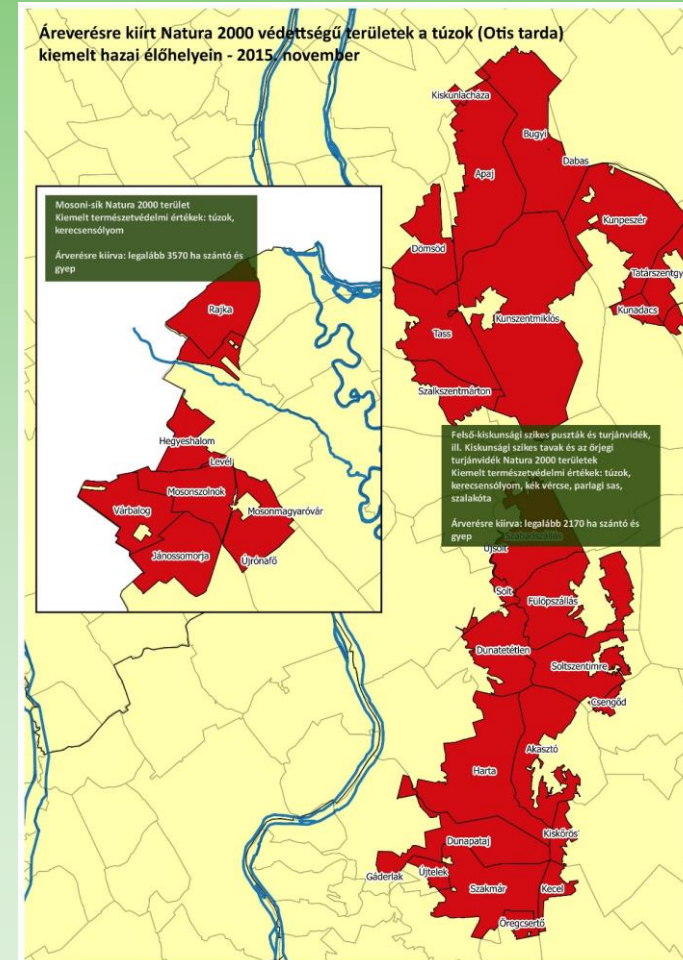 Áreverésre kiírt Natura 2000 védettségű területek a túzok (Otis tarda)
kiemelt hazai élőhelyein - 2015. november
Kiskunlacháza
Bugyi
Apaj
Dabas
Kunpeszér
Dömsöd
Tatárszentgy
Kunadacs
Kunszentmiklós
Tass
Szalkszentmárton
Mosoni-sík Natura 2000 terület
Kiemelt természetvédelmi értékek: túzok,
kerecsensólyom
Árverésre kiírva: legalább 3570 ha szántó és
gyep
Rajka
Hegyeshalom
Levél
Mosonszolnok
Várbalog
Mosonmagyaróvár
Jánossomorja
Újrónafő
Felső-kiskunsági szikes puszták és turjánvidék,
ill. Kiskunsági szikes tavak és az őrjegi
turjánvidék Natura 2000 területek
Kiemelt természetvédelmi értékek: túzok,
kerecsensólyom, kék vércse, parlagi sas,
szalakóta
Árverésre kiírva: legalább 2170 ha szántó és
gyep
Szabadszállás
Újsolt
Solt
Fülöpszállás
Dunatetétlen
Soltszentimre
Csengőd
Akasztó
Harta
Kiskőrös
Dunapataj
Gáderlak
Újtelek
Szakmár
Kecel
Öregcsertő